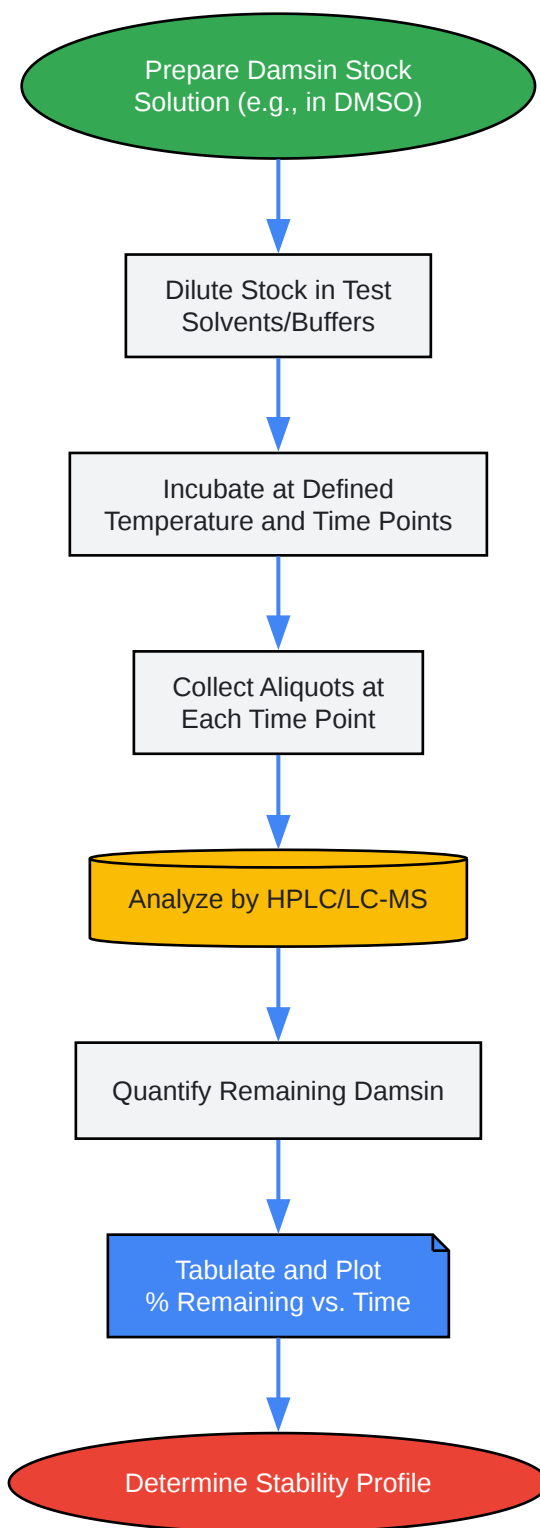 Prepare Damsin Stock
Solution (e.g., in DMSO)
Dilute Stock in Test
Solvents/Buffers
Incubate at Defined
Temperature and Time Points
Collect Aliquots at
Each Time Point
Analyze by HPLC/LC-MS
Quantify Remaining Damsin
Tabulate and Plot
% Remaining vs. Time
Determine Stability Profile